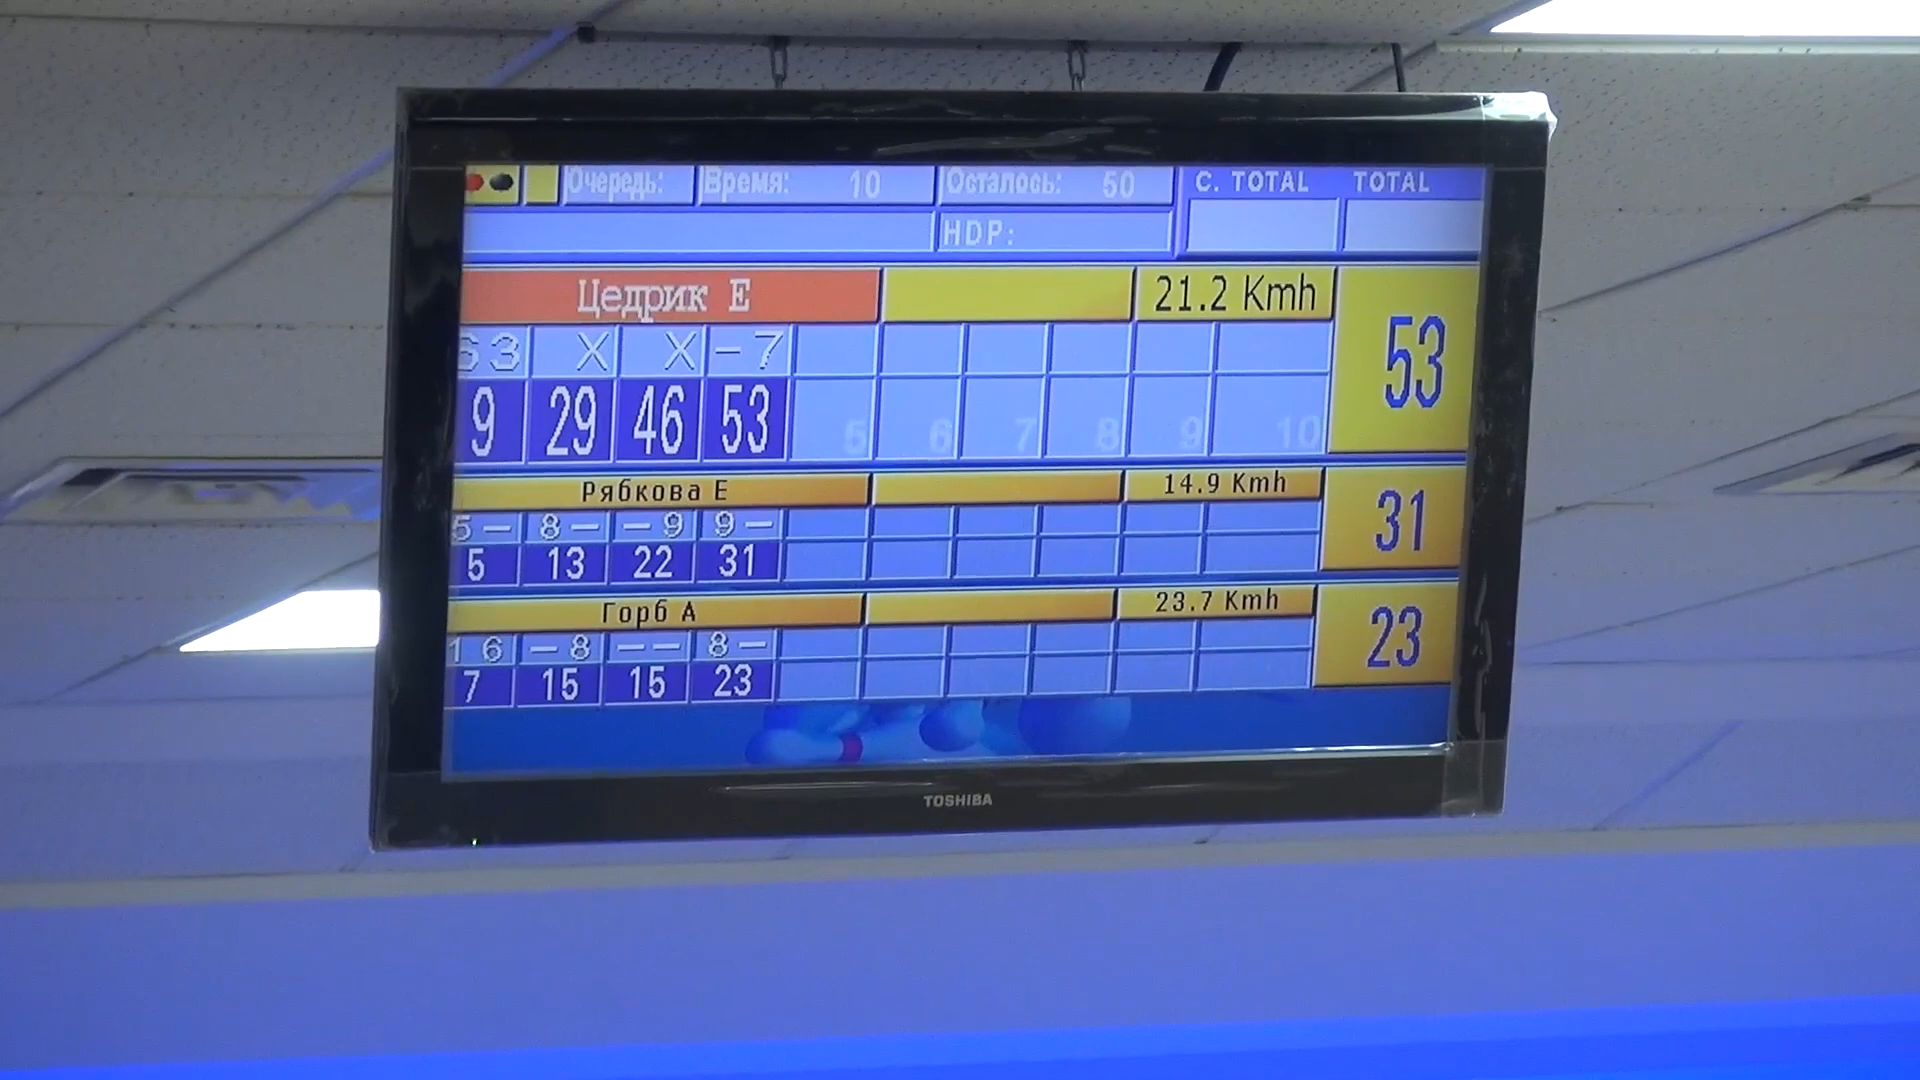 Очередь: Время: 10 Осталось: 50 C. TOTAL TOTAL
HDP:
Цедрик Е 21.2 Kmh 53
63 X X -7
9 29 46 53 5 6 7 8 9 10
Рябкова Е 14.9 Kmh 31
5- 8- -9 9-
5 13 22 31
Горб А 23.7 Kmh 23
16 -8 -- 8-
7 15 15 23
TOSHIBA